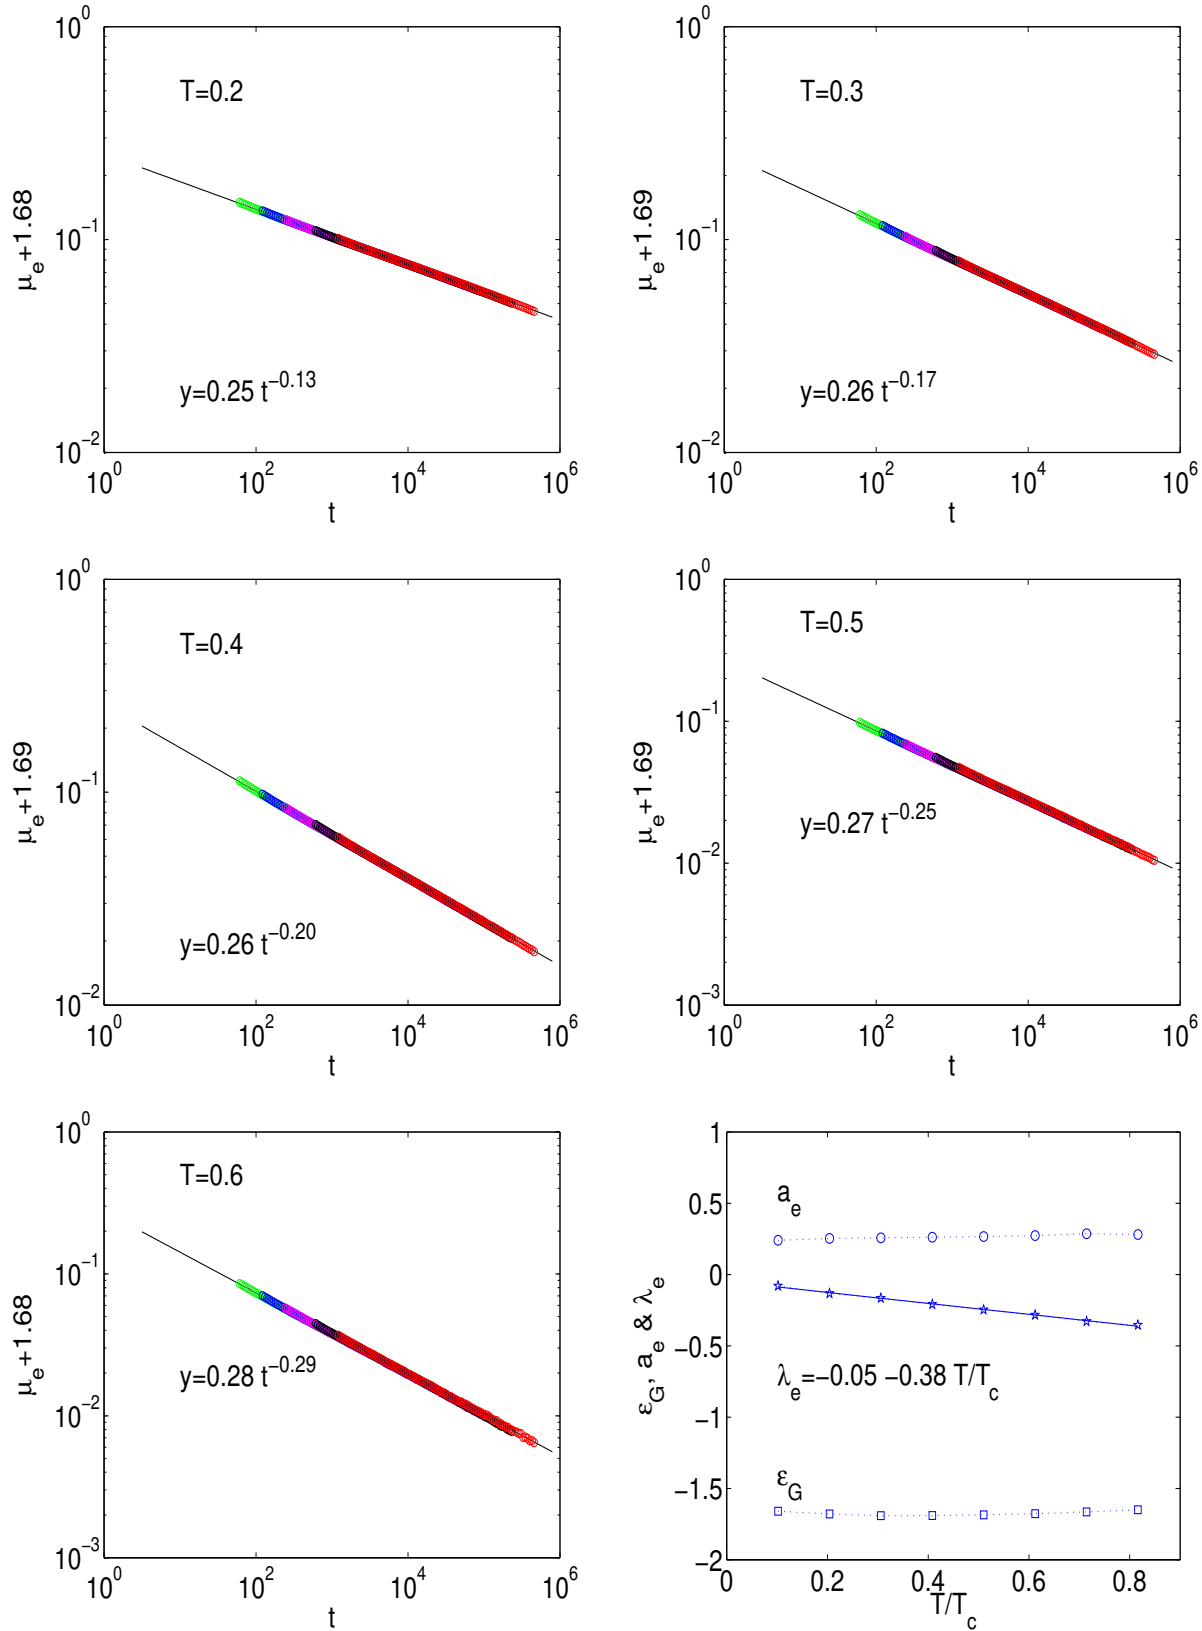 10^0
T=0.2
μ_e+1.68
10^-1
y=0.25 t^-0.13
10^-2
10^0 10^2 10^4 10^6
t
10^0
T=0.3
μ_e+1.69
10^-1
y=0.26 t^-0.17
10^-2
10^0 10^2 10^4 10^6
t
10^0
T=0.4
μ_e+1.69
10^-1
y=0.26 t^-0.20
10^-2
10^0 10^2 10^4 10^6
t
10^0
T=0.5
μ_e+1.69
10^-1
y=0.27 t^-0.25
10^-2
10^-3
10^0 10^2 10^4 10^6
t
10^0
T=0.6
μ_e+1.68
10^-1
y=0.28 t^-0.29
10^-2
10^-3
10^0 10^2 10^4 10^6
t
1
a_e
0.5
0
ε_G, a_e & λ_e
−0.5
λ_e=−0.05 −0.38 T/T_c
−1
ε_G
−1.5
−2
0 0.2 0.4 0.6 0.8
T/T_c